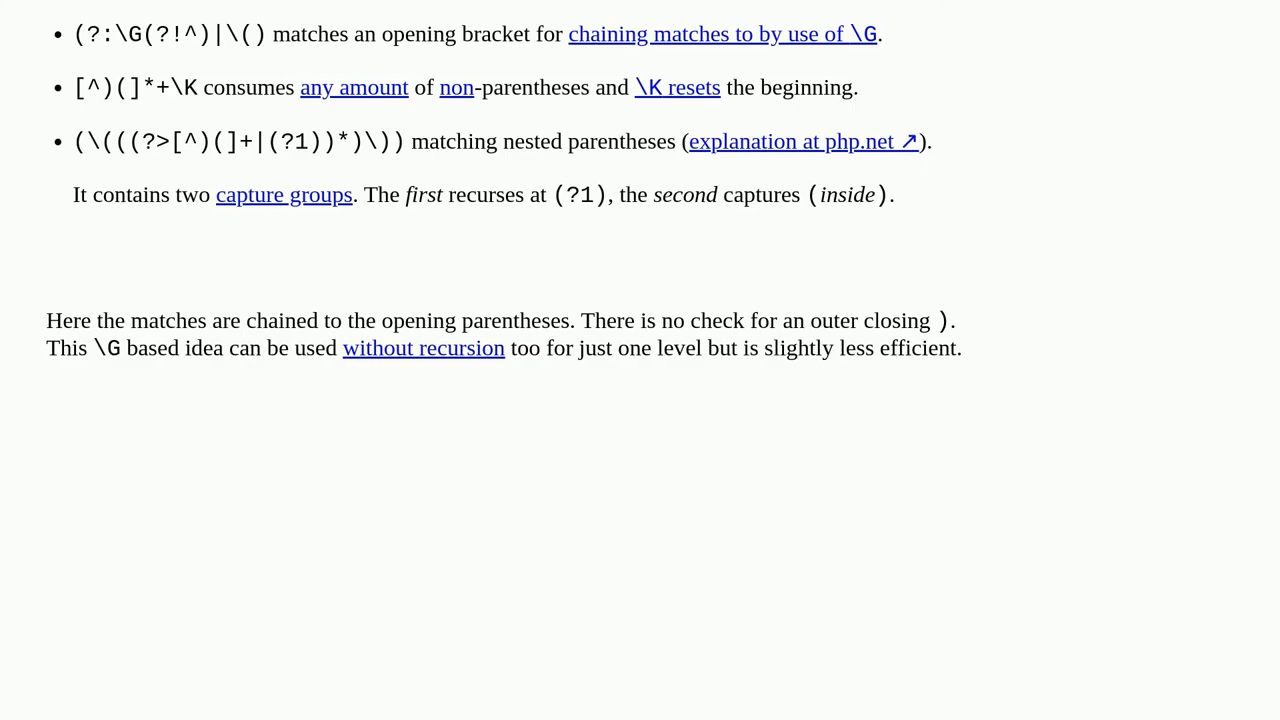 • (?:\G(?!^)|\() matches an opening bracket for chaining matches to by use of \G.
• [^)(]*+\K consumes any amount of non-parentheses and \K resets the beginning.
• (\(((?>[^)(]+|(?1))*)\)) matching nested parentheses (explanation at php.net ↗).
It contains two capture groups. The first recurses at (?1), the second captures (inside).
Here the matches are chained to the opening parentheses. There is no check for an outer closing ).
This \G based idea can be used without recursion too for just one level but is slightly less efficient.